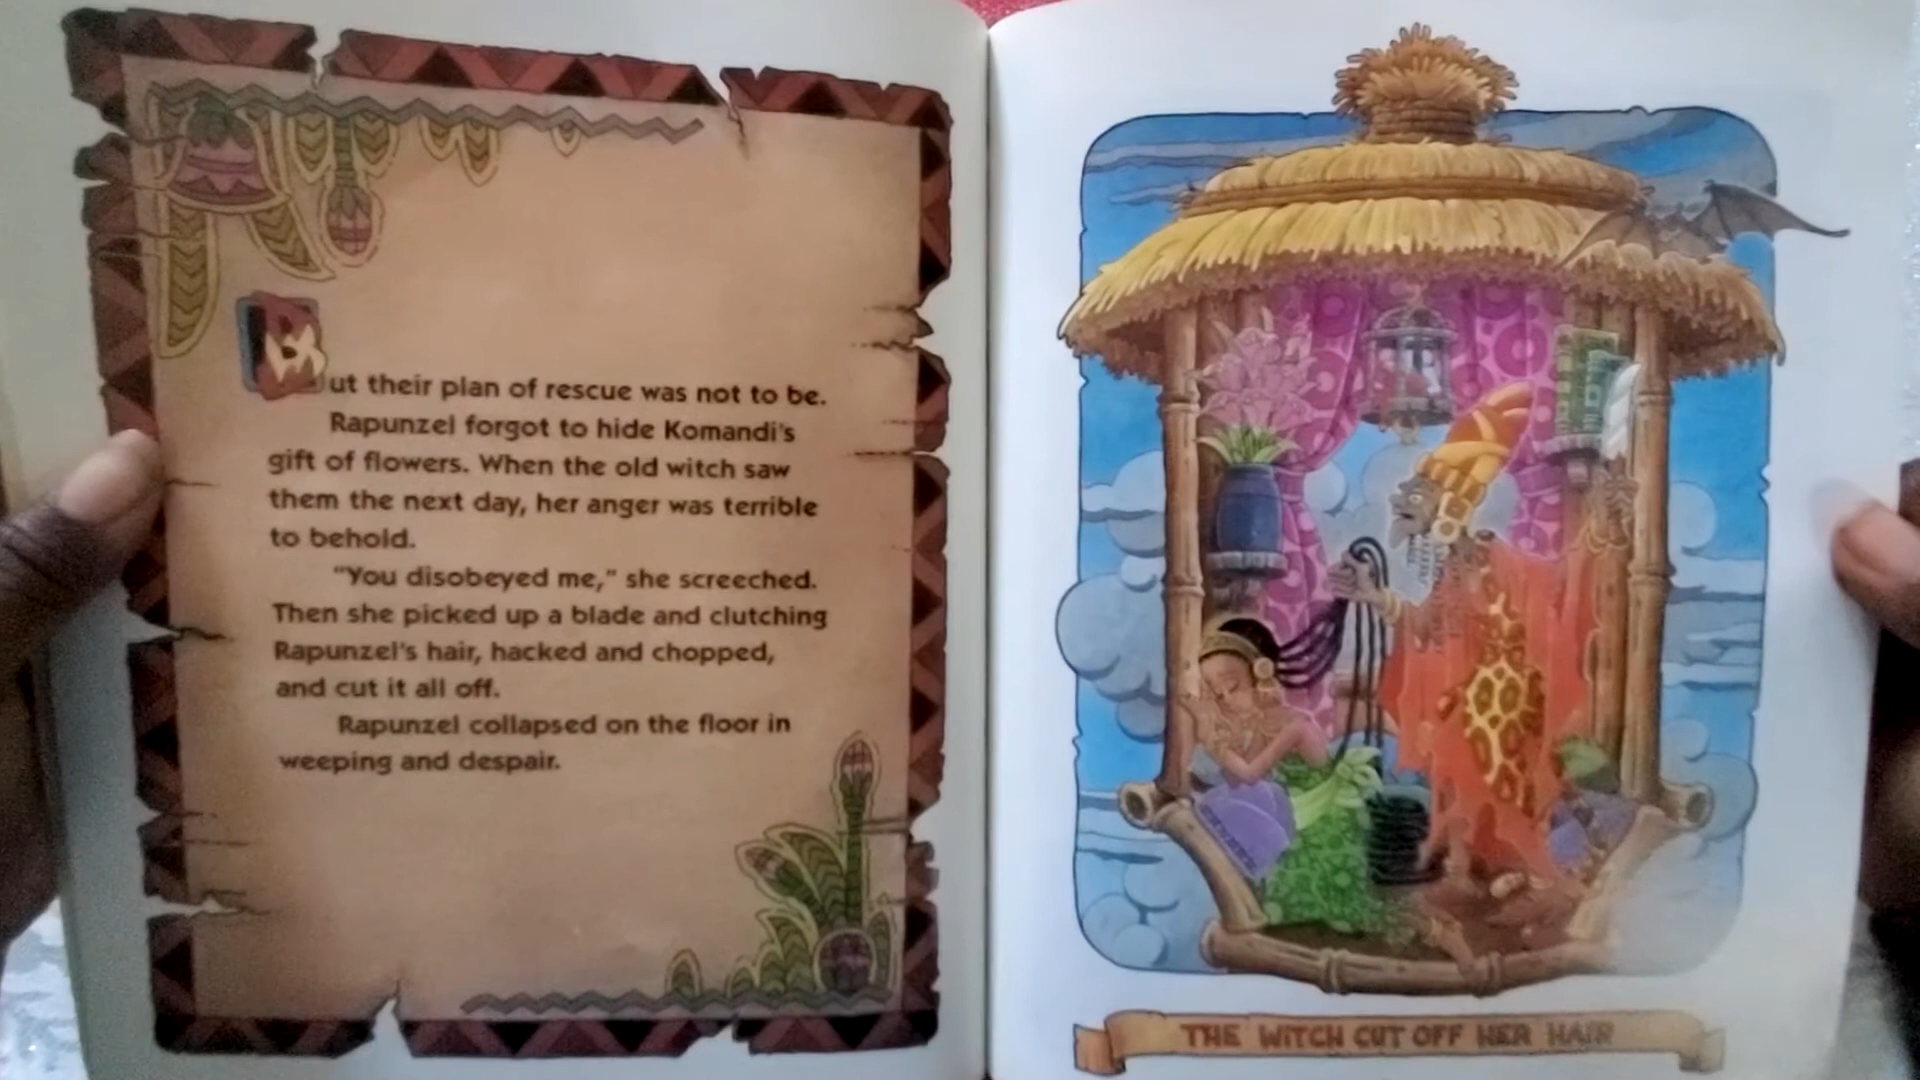 But their plan of rescue was not to be.
Rapunzel forgot to hide Komandi's
gift of flowers. When the old witch saw
them the next day, her anger was terrible
to behold.
"You disobeyed me," she screeched.
Then she picked up a blade and clutching
Rapunzel's hair, hacked and chopped,
and cut it all off.
Rapunzel collapsed on the floor in
weeping and despair.
THE WITCH CUT OFF HER HAIR